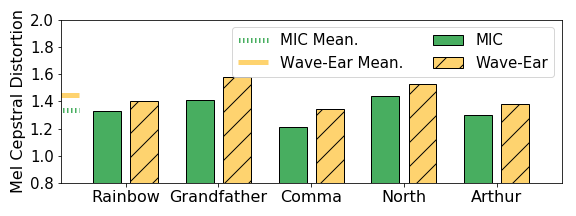 Mel Cepstral Distortion
2.0
1.8
1.6
1.4
1.2
1.0
0.8
MIC Mean.
Wave-Ear Mean.
MIC
Wave-Ear
Rainbow Grandfather Comma North Arthur